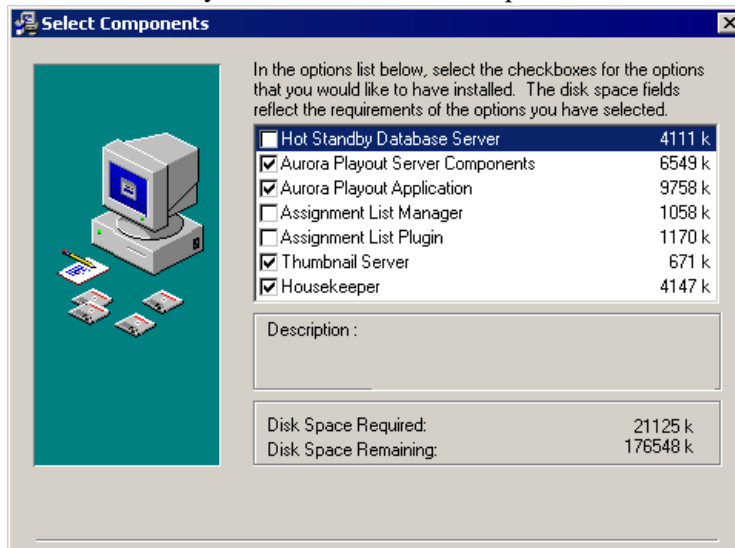 Select Components
In the options list below, select the checkboxes for the options
that you would like to have installed. The disk space fields
reflect the requirements of the options you have selected.
Hot Standby Database Server 4111 k
Aurora Playout Server Components 6549 k
Aurora Playout Application 9758 k
Assignment List Manager 1058 k
Assignment List Plugin 1170 k
Thumbnail Server 671 k
Housekeeper 4147 k
Description :
Disk Space Required: 21125 k
Disk Space Remaining: 176548 k